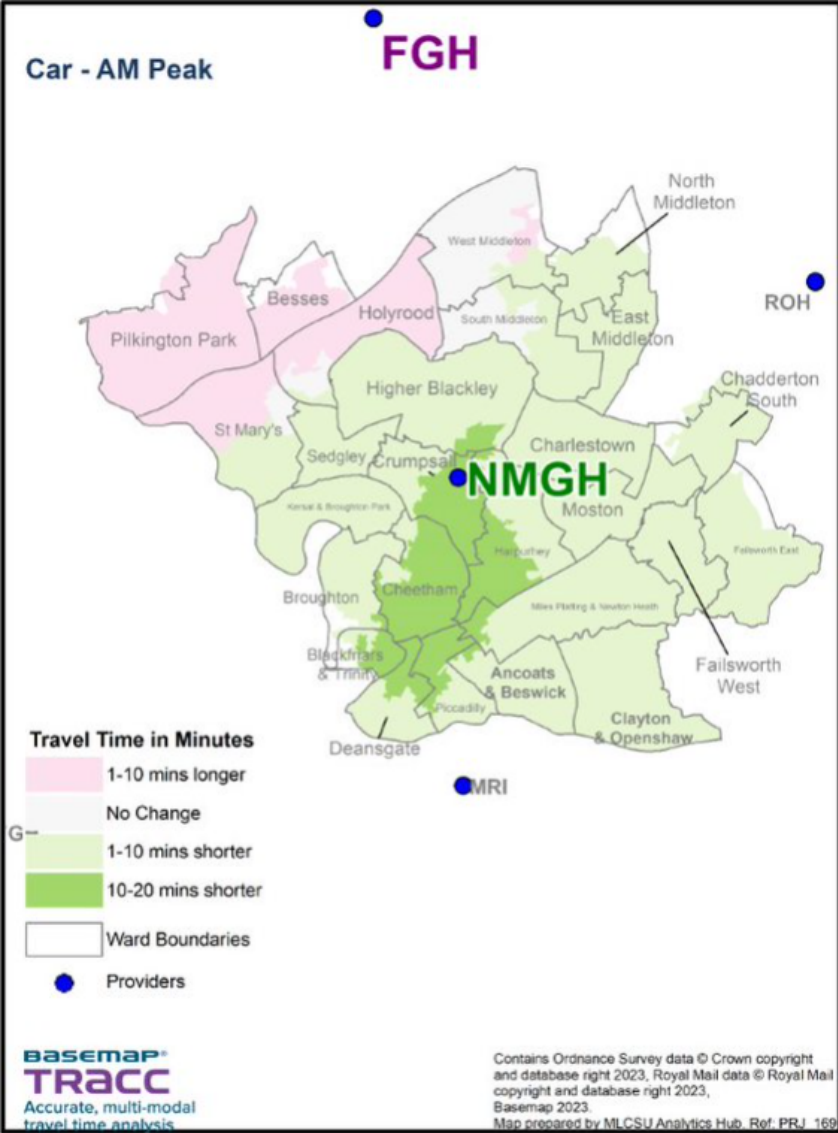 FGH
Car - AM Peak
North
Middleton
West Middleton
ROH
Besses
Holyrood
South Middleton
East
Middleton
Pilkington Park
Chadderton
South
Higher Blackley
St Mary's
Charlestown
Sedgley
Crumpsall
NMGH
Moston
Kersal & Broughton Park
Harpurhey
Failsworth East
Cheetham
Broughton
Miles Platting & Newton Heath
Blackfriars
& Trinity
Failsworth
West
Ancoats
& Beswick
Piccadilly
Clayton
& Openshaw
Deansgate
MRI
Travel Time in Minutes
1-10 mins longer
No Change
G
1-10 mins shorter
10-20 mins shorter
Ward Boundaries
Providers
BASEMAP®
TRACC
Accurate, multi-modal
travel time analysis
Contains Ordnance Survey data © Crown copyright
and database right 2023, Royal Mail data © Royal Mail
copyright and database right 2023,
Basemap 2023.
Map prepared by MLCSU Analytics Hub. Ref: PRJ_169